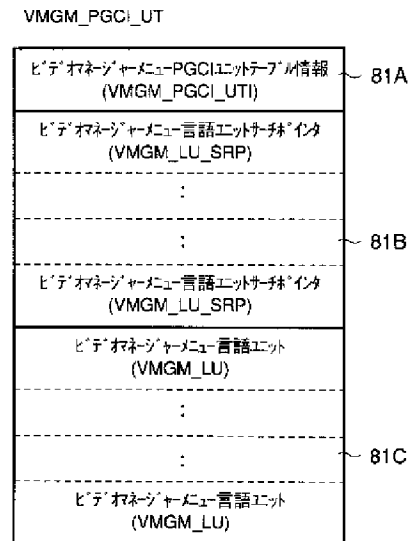 VMGM_PGCI_UT
ビデオマネージャーメニューPGCIユニットテーブル情報
(VMGM_PGCI_UTI)
81A
ビデオマネージャーメニュー言語ユニットサーチポインタ
(VMGM_LU_SRP)
:
:
81B
ビデオマネージャーメニュー言語ユニットサーチポインタ
(VMGM_LU_SRP)
ビデオマネージャーメニュー言語ユニット
(VMGM_LU)
:
:
81C
ビデオマネージャーメニュー言語ユニット
(VMGM_LU)